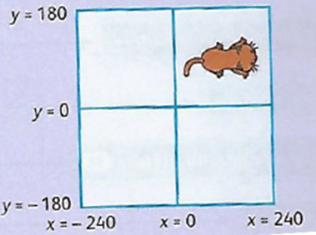 y = 180
y = 0
y = – 180
x = – 240 x = 0 x = 240